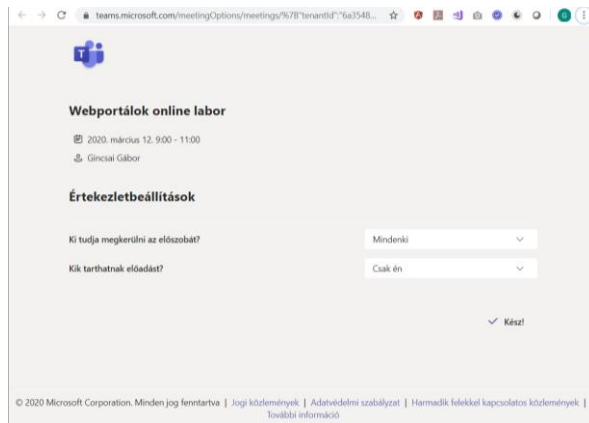 teams.microsoft.com/meetingOptions/meetings/%7B"tenantId":"6a3548...
G
T
Webportálok online labor
2020. március 12. 9:00 - 11:00
Gincsai Gábor
Értekezletbeállítások
Ki tudja megkerülni az előszobát? Mindenki
Kik tarthatnak előadást? Csak én
Kész!
© 2020 Microsoft Corporation. Minden jog fenntartva | Jogi közlemények | Adatvédelmi szabályzat | Harmadik felekkel kapcsolatos közlemények |
További információ